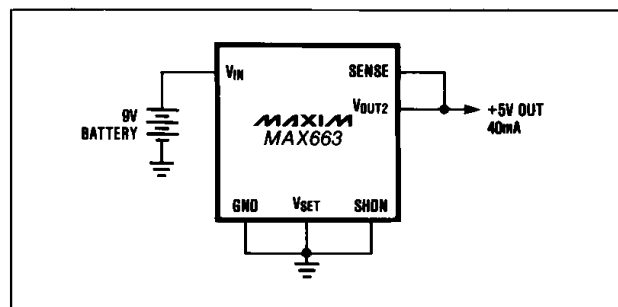 VIN
SENSE
9V
BATTERY
MAXIM
MAX663
VOUT2
+5V OUT
40mA
GND
VSET
SHDN